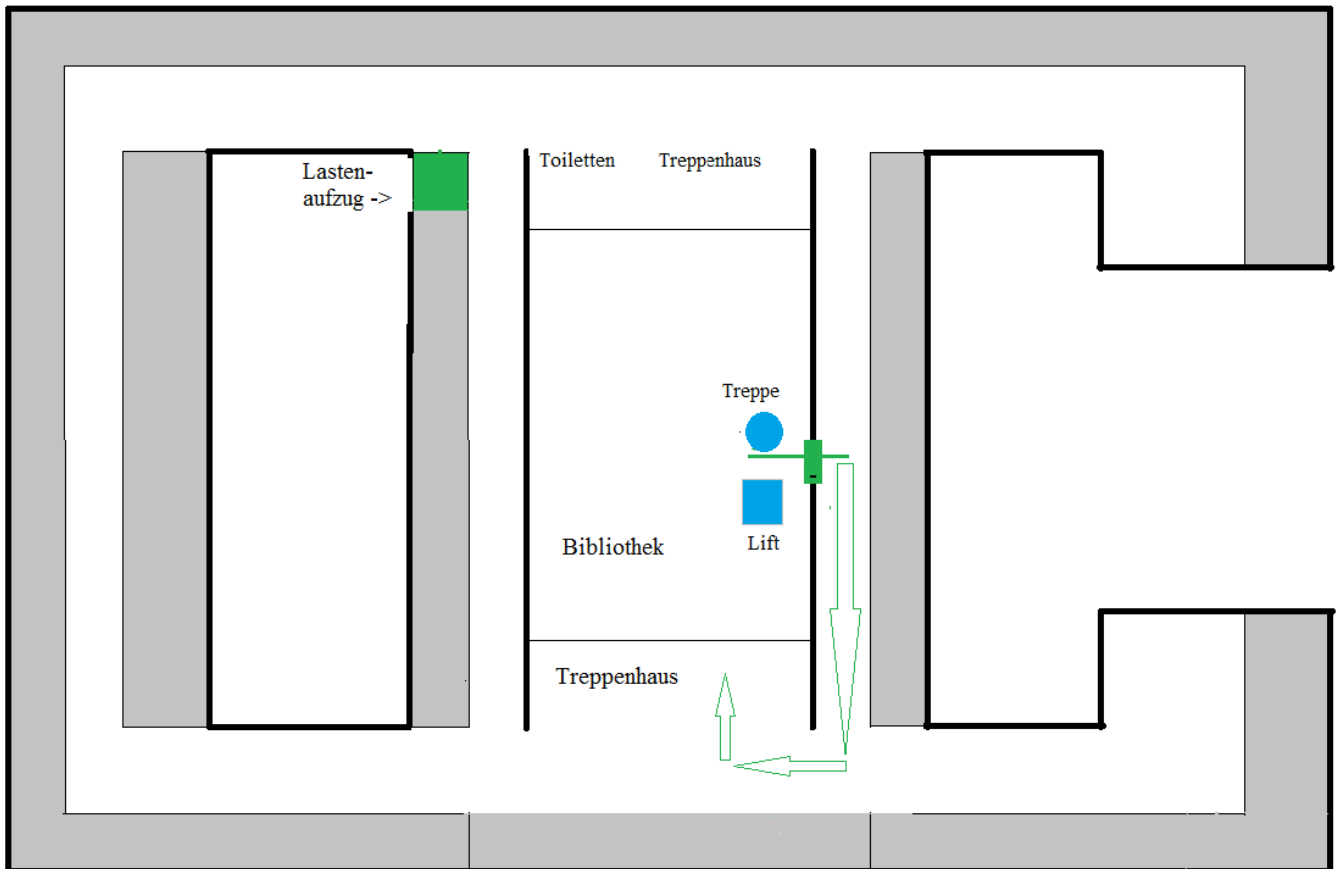 Toiletten Treppenhaus
Lasten-
aufzug ->
Treppe
Bibliothek
Lift
Treppenhaus